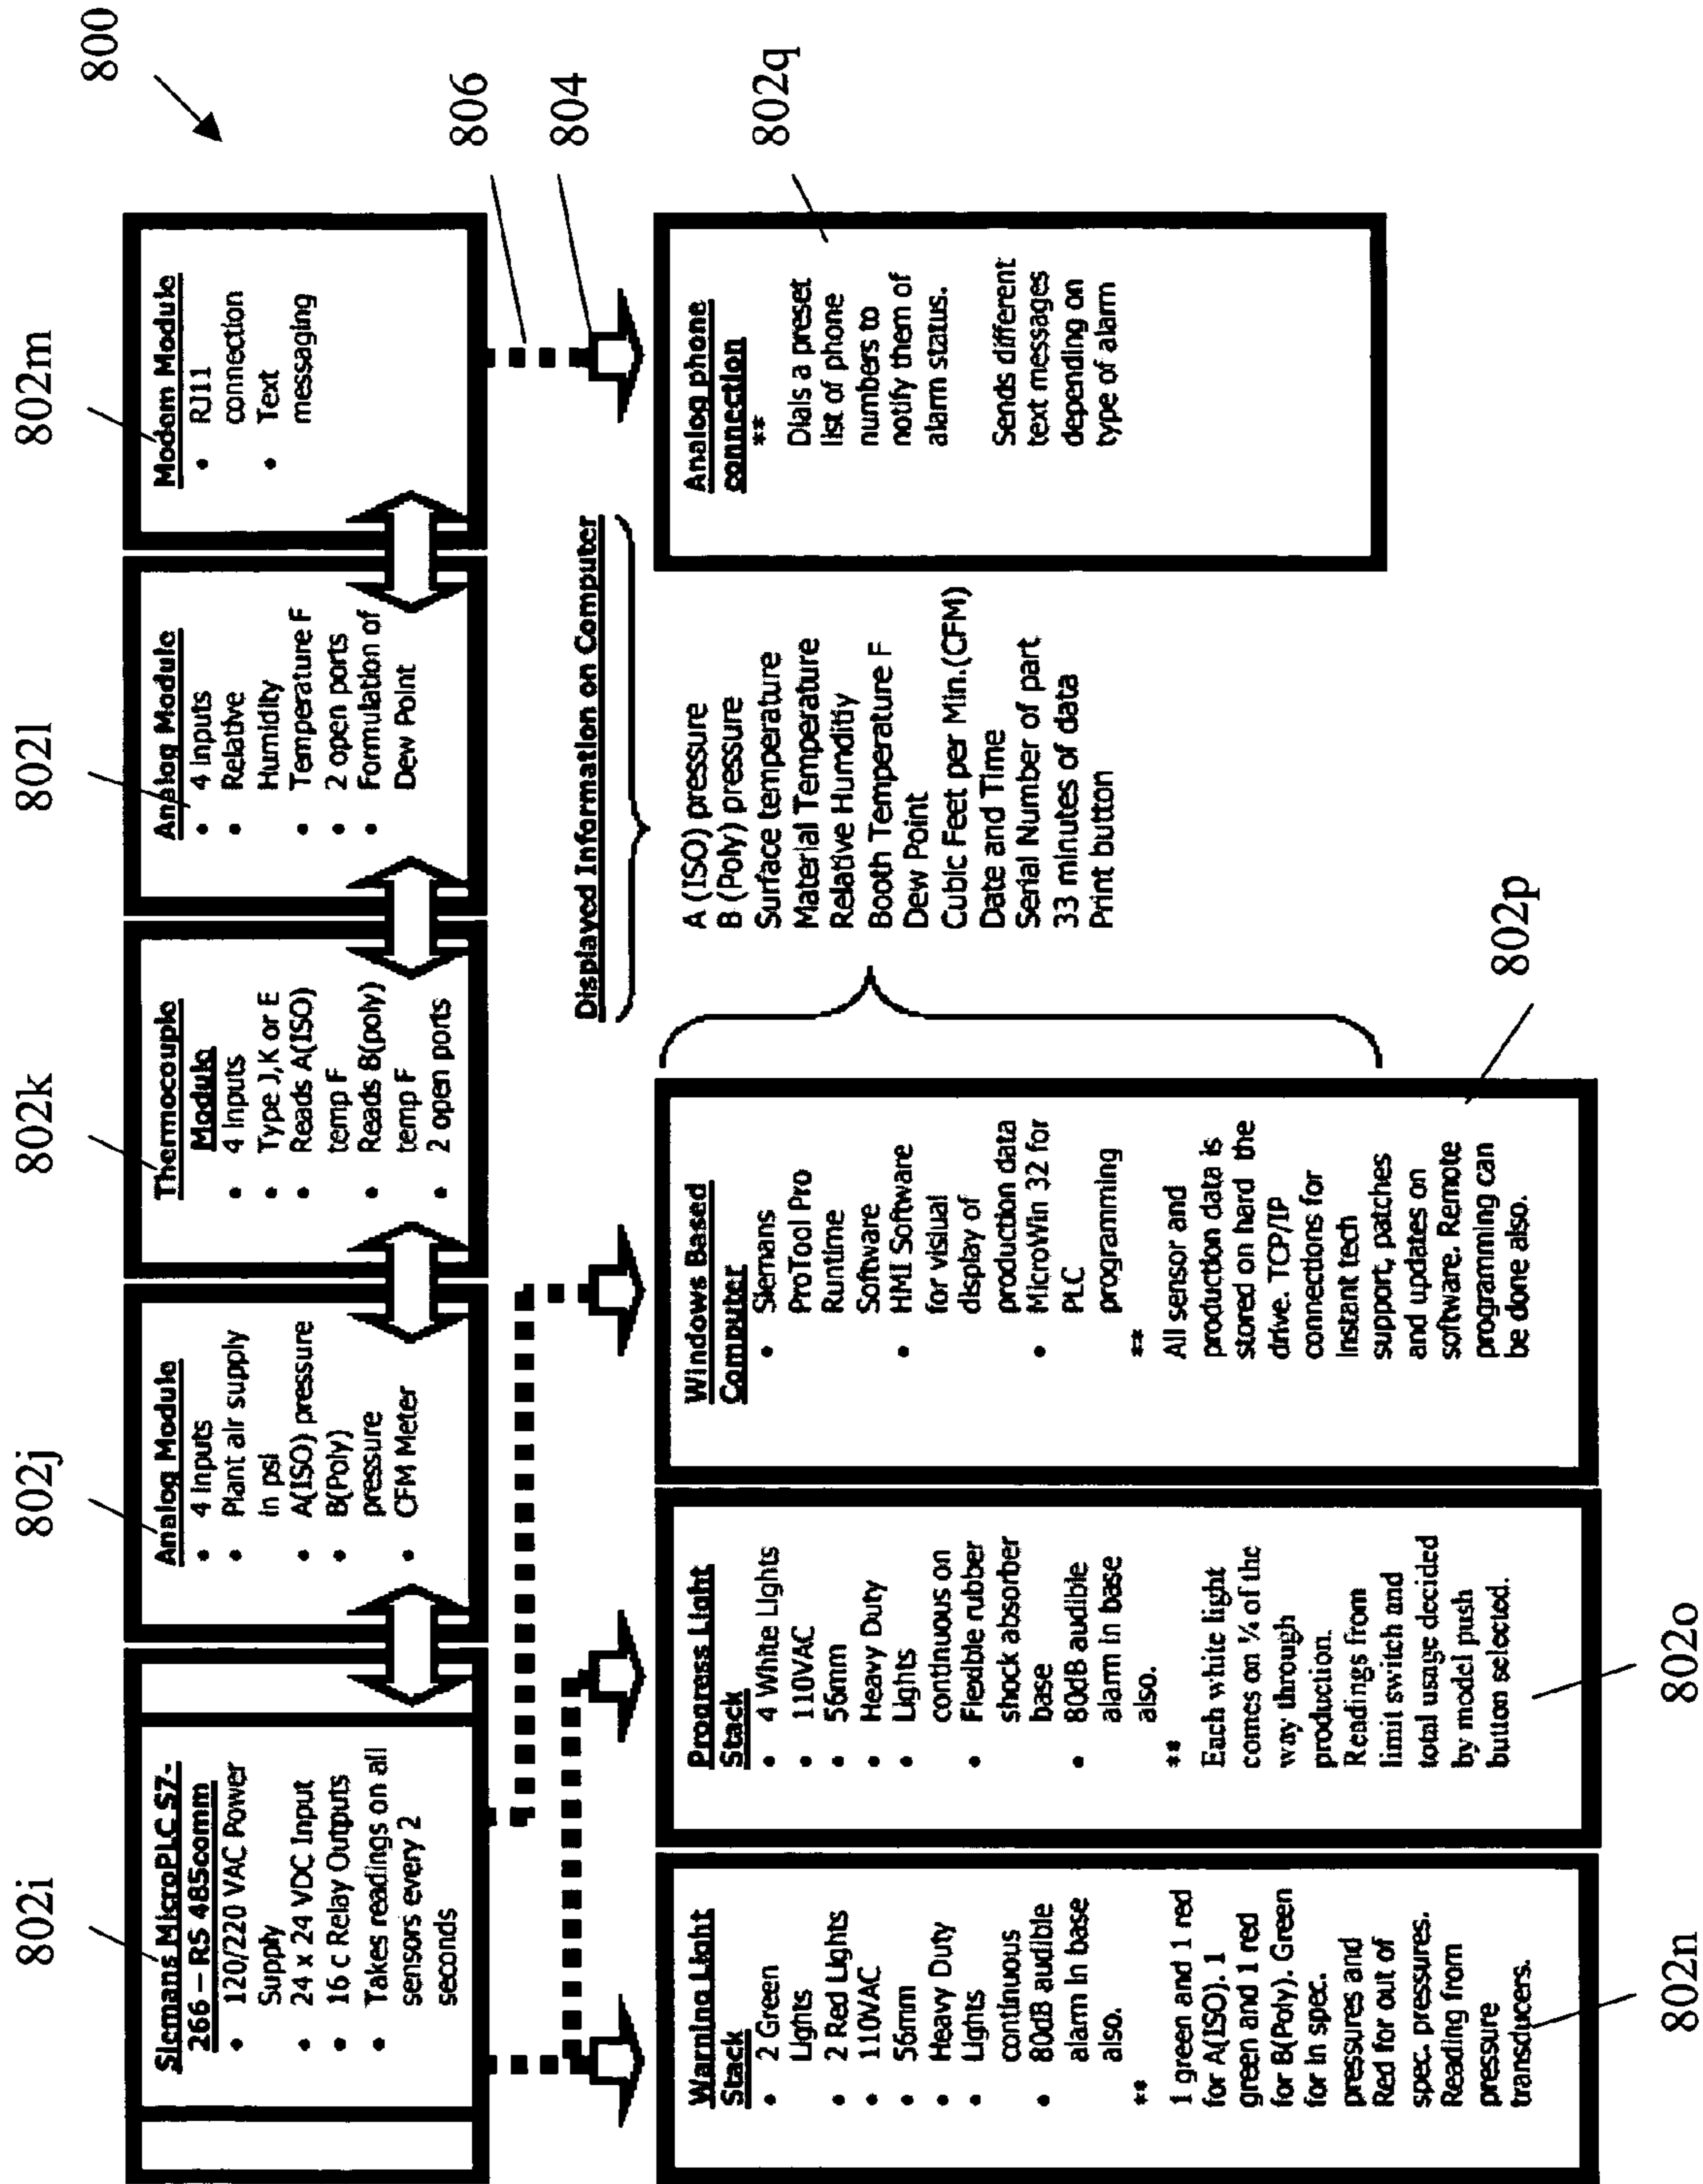 800
802i
802j
802k
802l
802m
Siemans MicroPLC S7-
266 – RS 485comm
• 120/220 VAC Power
Supply
• 24 x 24 VDC Input
• 16 c Relay Outputs
• Takes readings on all
sensors every 2
seconds
Analog Module
• 4 Inputs
• Plant air supply
in psi
• A(ISO) pressure
• B(Poly)
pressure
• CFM Meter
Thermocouple
Module
• 4 Inputs
• Type J,K or E
• Reads A(ISO)
temp F
• Reads B(poly)
temp F
• 2 open ports
Analog Module
• 4 Inputs
• Relative
Humidity
• Temperature F
• 2 open ports
• Formulation of
Dew Point
Modem Module
• RJ11
connection
• Text
messaging
806
804
Warning Light
Stack
• 2 Green
Lights
• 2 Red Lights
• 110VAC
• 56mm
• Heavy Duty
• Lights
continuous
• 80dB audible
alarm in base
also.
**
1 green and 1 red
for A(ISO). 1
green and 1 red
for B(Poly). Green
for in spec.
pressures and
Red for out of
spec. pressures.
Reading from
pressure
transducers.
802n
Progress Light
Stack
• 4 White Lights
• 110VAC
• 56mm
• Heavy Duty
• Lights
continuous on
• Flexible rubber
shock absorber
base
• 80dB audible
alarm in base
also.
**
Each white light
comes on ¼ of the
way through
production.
Readings from
limit switch and
total usage decided
by model push
button selected.
802o
Windows Based
Computer
• Siemans
ProTool Pro
Runtime
Software
• HMI Software
for visiual
display of
production data
• MicroWin 32 for
PLC
programming
**
All sensor and
production data is
stored on hard the
drive. TCP/IP
connections for
instant tech
support, patches
and updates on
software. Remote
programming can
be done also.
802p
Displayed Information on Computer
A (ISO) pressure
B (Poly) pressure
Surface temperature
Material Temperature
Relative Humditiy
Booth Temperature F
Dew Point
Cubic Feet per Min.(CFM)
Date and Time
Serial Number of part
33 minutes of data
Print button
Analog phone
connection
**
Dials a preset
list of phone
numbers to
notify them of
alarm status.
Sends different
text messages
depending on
type of alarm
802q